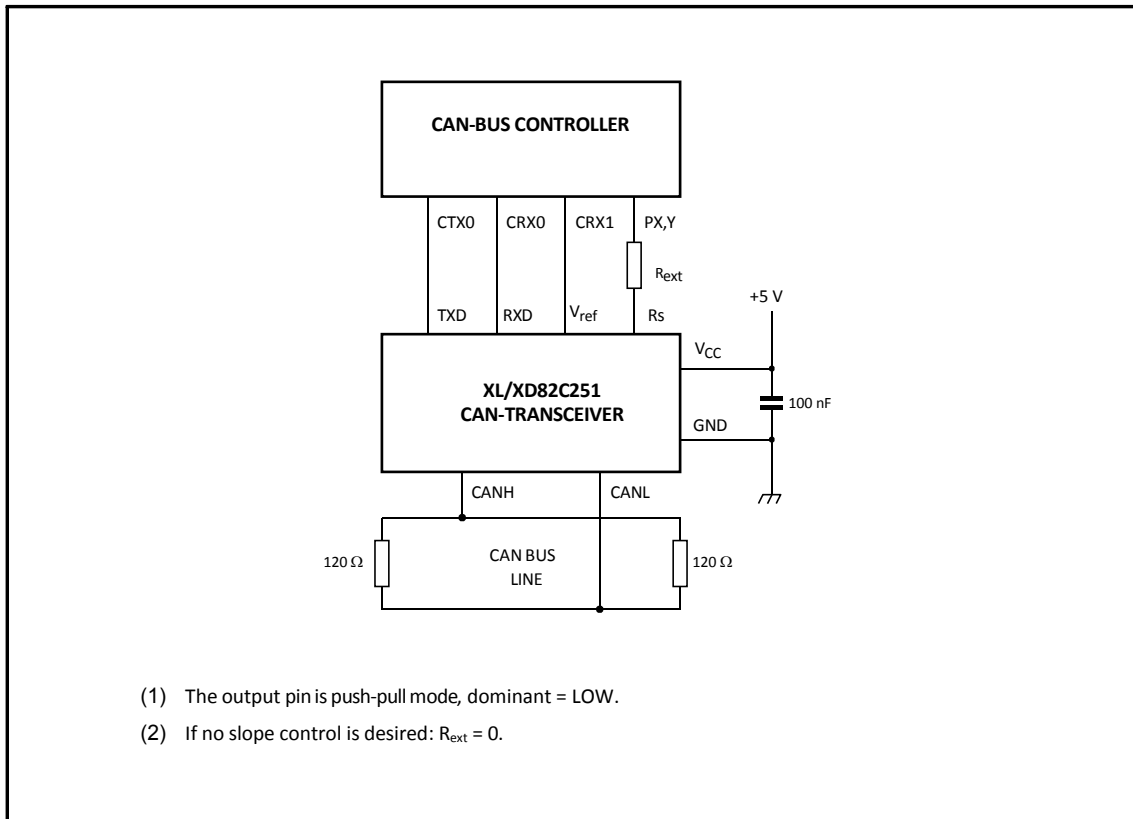 CAN-BUS CONTROLLER
CTX0 CRX0 CRX1 PX,Y
Rext
+5 V
TXD RXD Vref Rs
VCC
XL/XD82C251
CAN-TRANSCEIVER
100 nF
GND
CANH CANL
120 Ω
CAN BUS
LINE
120 Ω
(1) The output pin is push-pull mode, dominant = LOW.
(2) If no slope control is desired: Rext = 0.